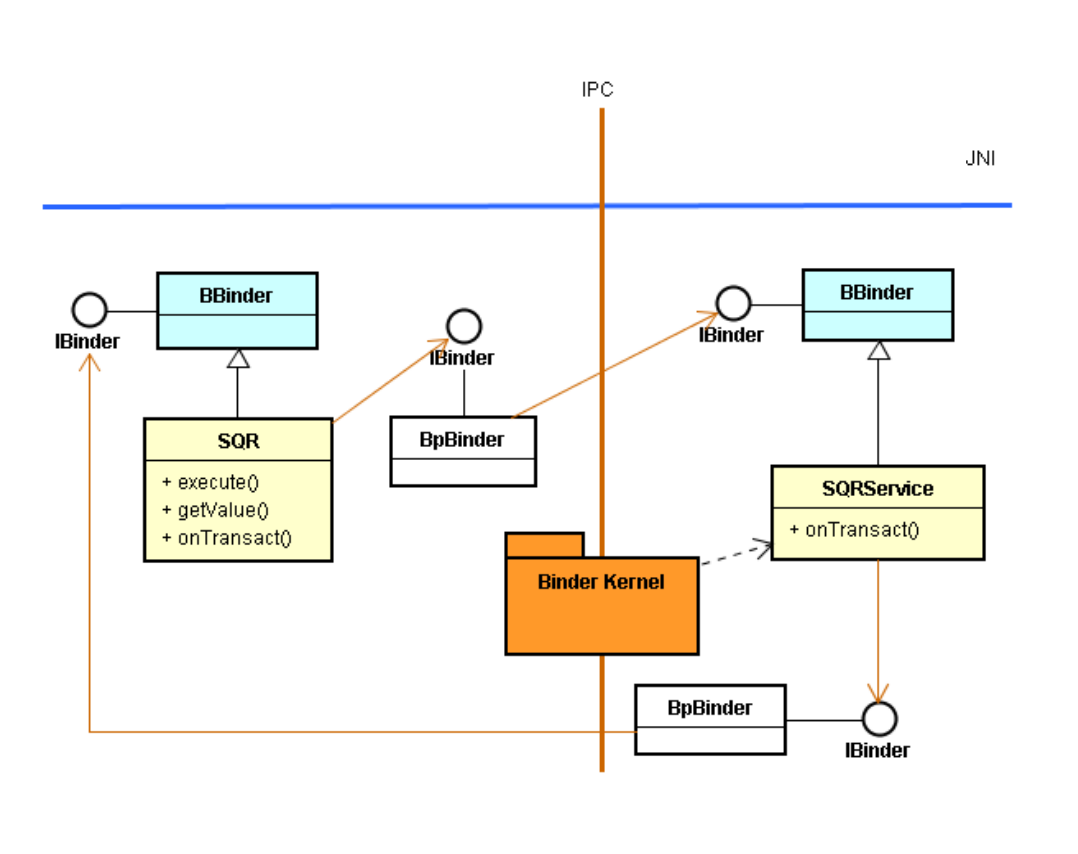 IPC
JNI
BBinder
IBinder
SQR
+ execute()
+ getValue()
+ onTransact()
IBinder
BpBinder
IBinder
BBinder
SQRService
+ onTransact()
Binder Kernel
BpBinder
IBinder